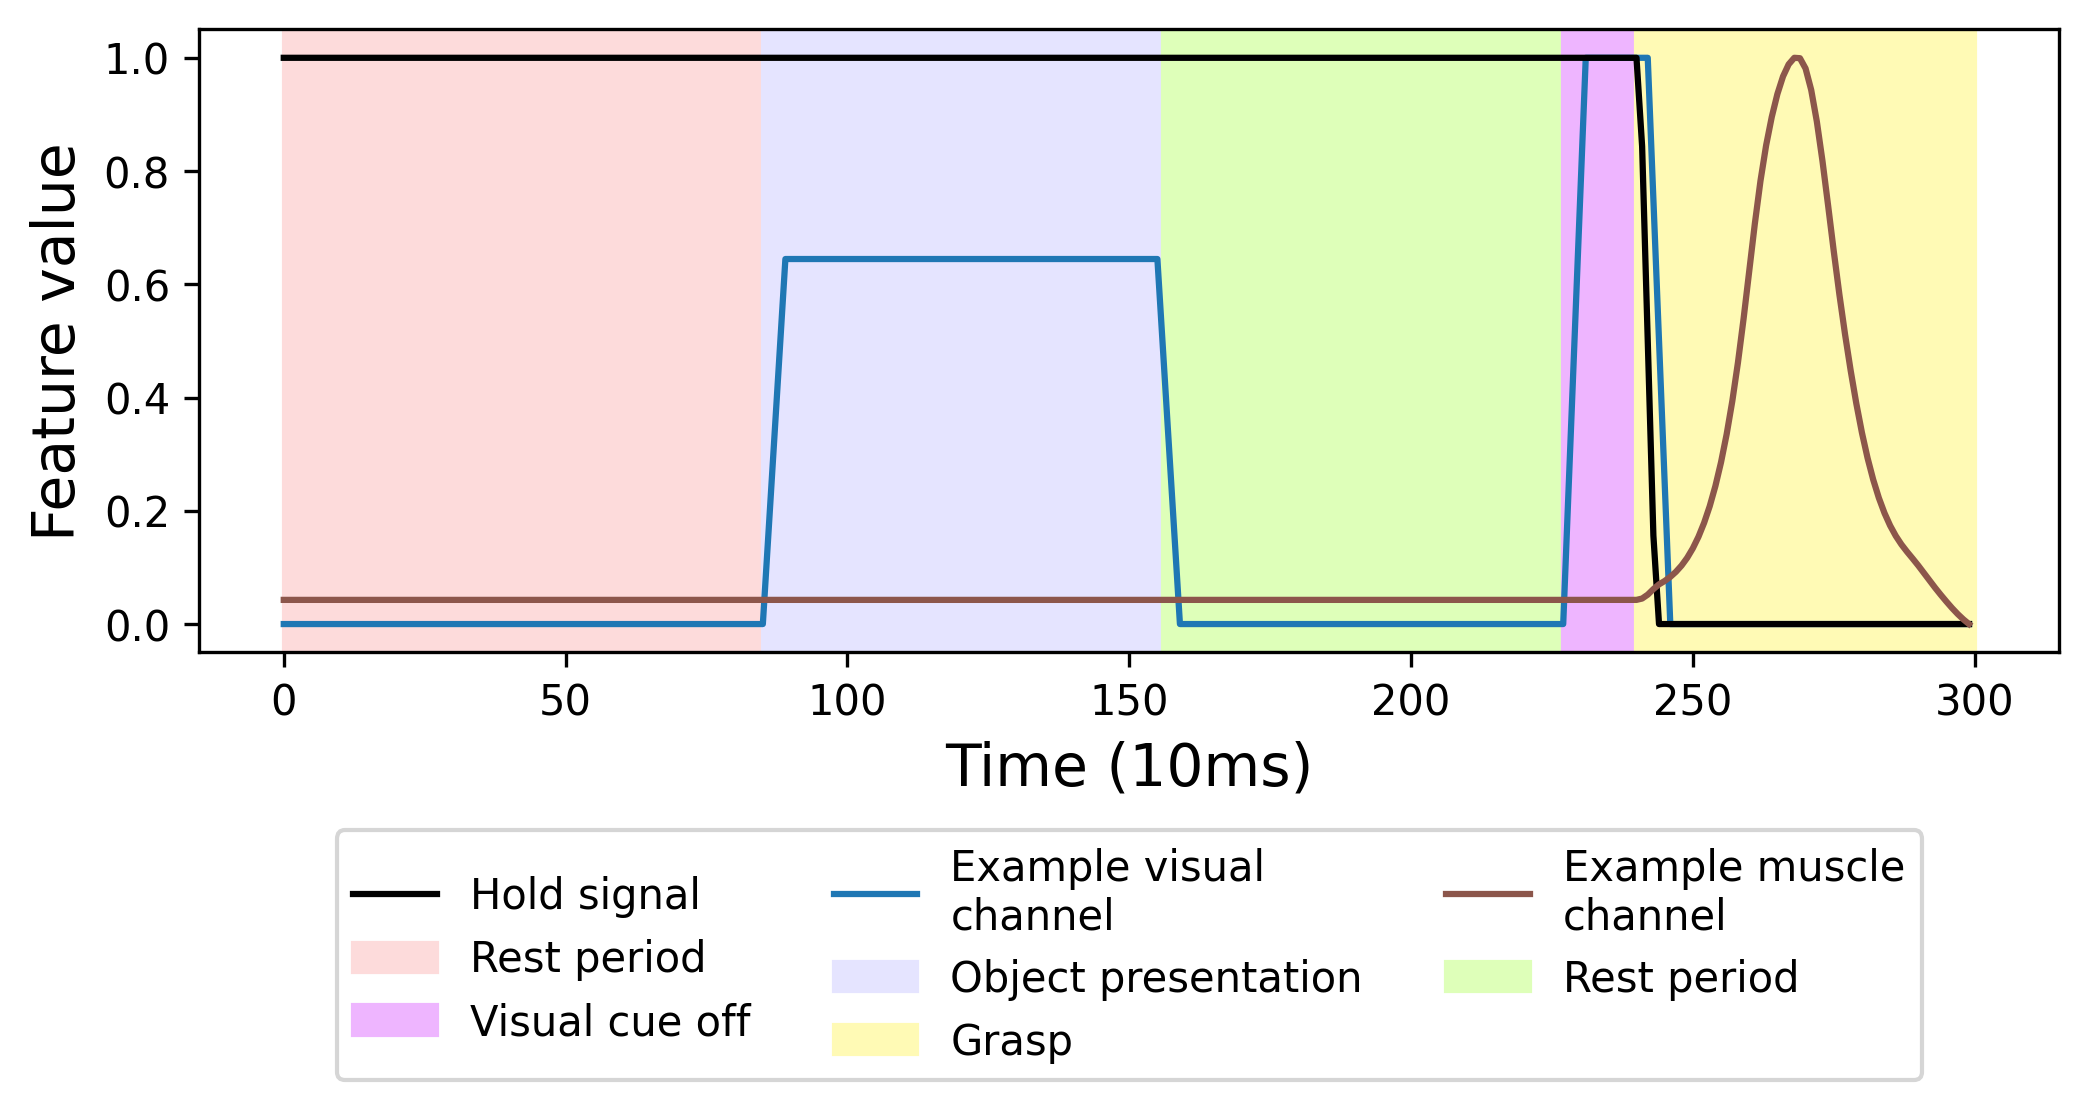 1.0
0.8
0.6
0.4
0.2
0.0
Feature value
0 50 100 150 200 250 300
Time (10ms)
Hold signal
Rest period
Visual cue off
Example visual
channel
Object presentation
Grasp
Example muscle
channel
Rest period